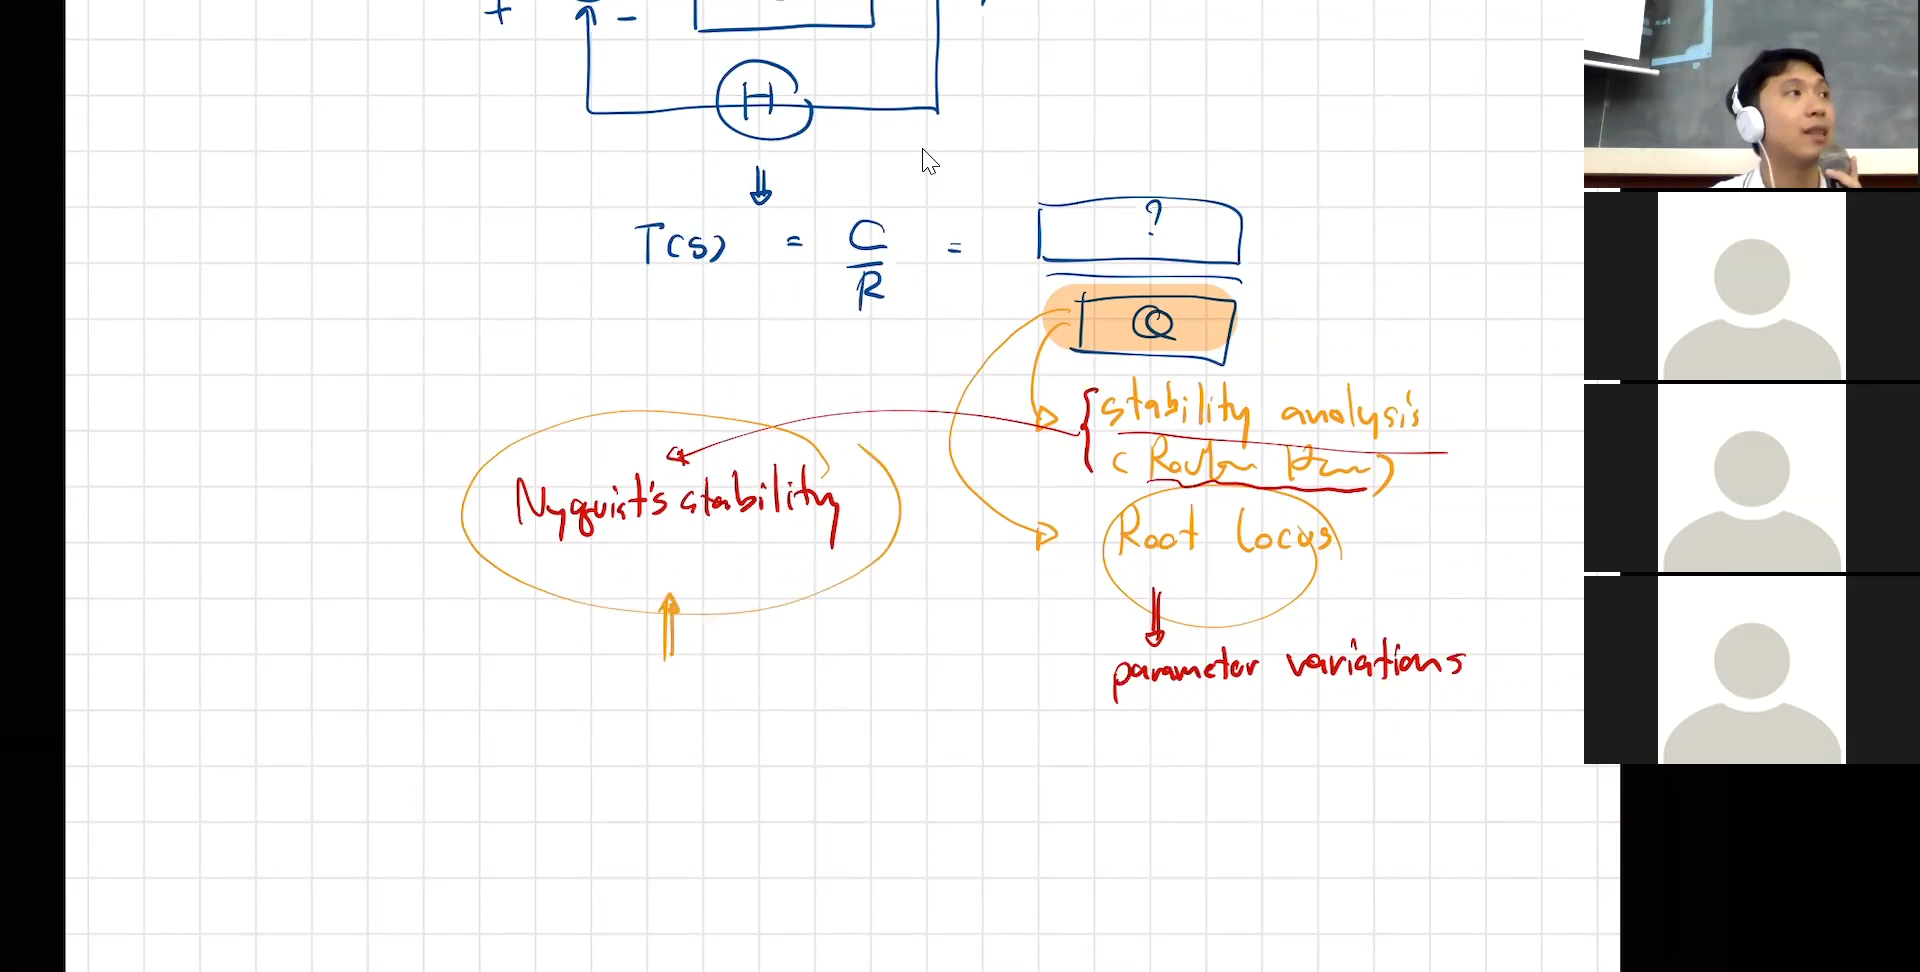 + -
H
T(s) = C/R = ?/Q
stability analysis
(Routh
Nyquist's stability
Root locus
parameter variations